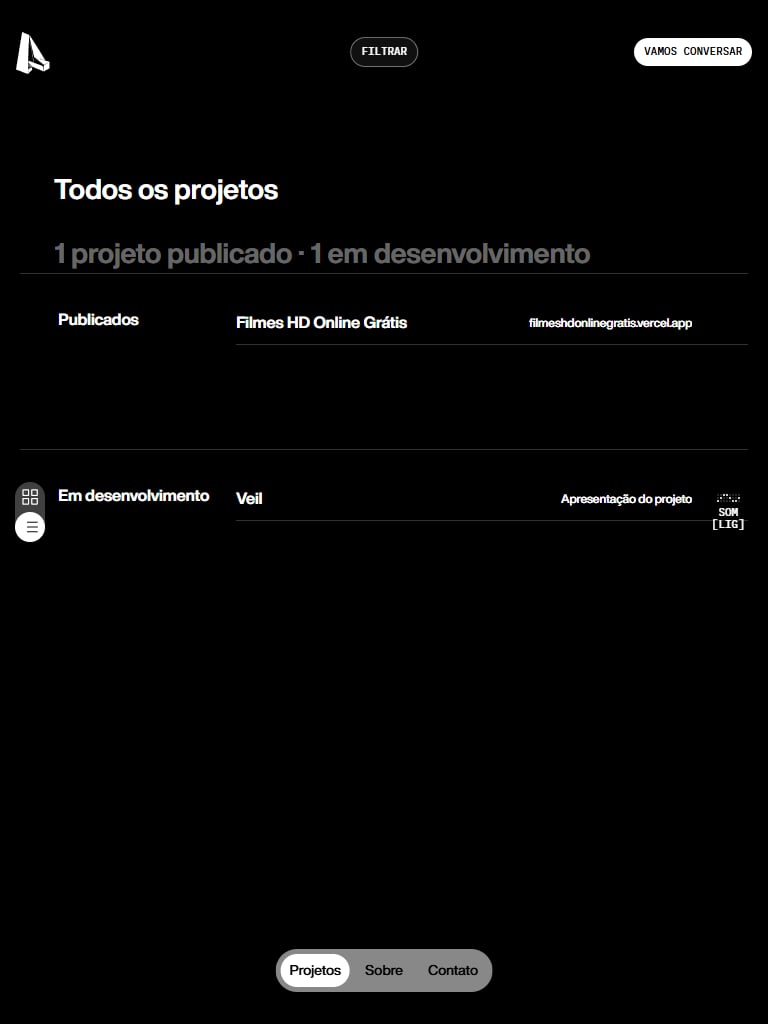 FILTRAR
VAMOS CONVERSAR
Todos os projetos
1 projeto publicado · 1 em desenvolvimento
Publicados
Filmes HD Online Grátis
filmeshdonlinegratis.vercel.app
Em desenvolvimento
Veil
Apresentação do projeto
SOM
[LIG]
Projetos
Sobre
Contato